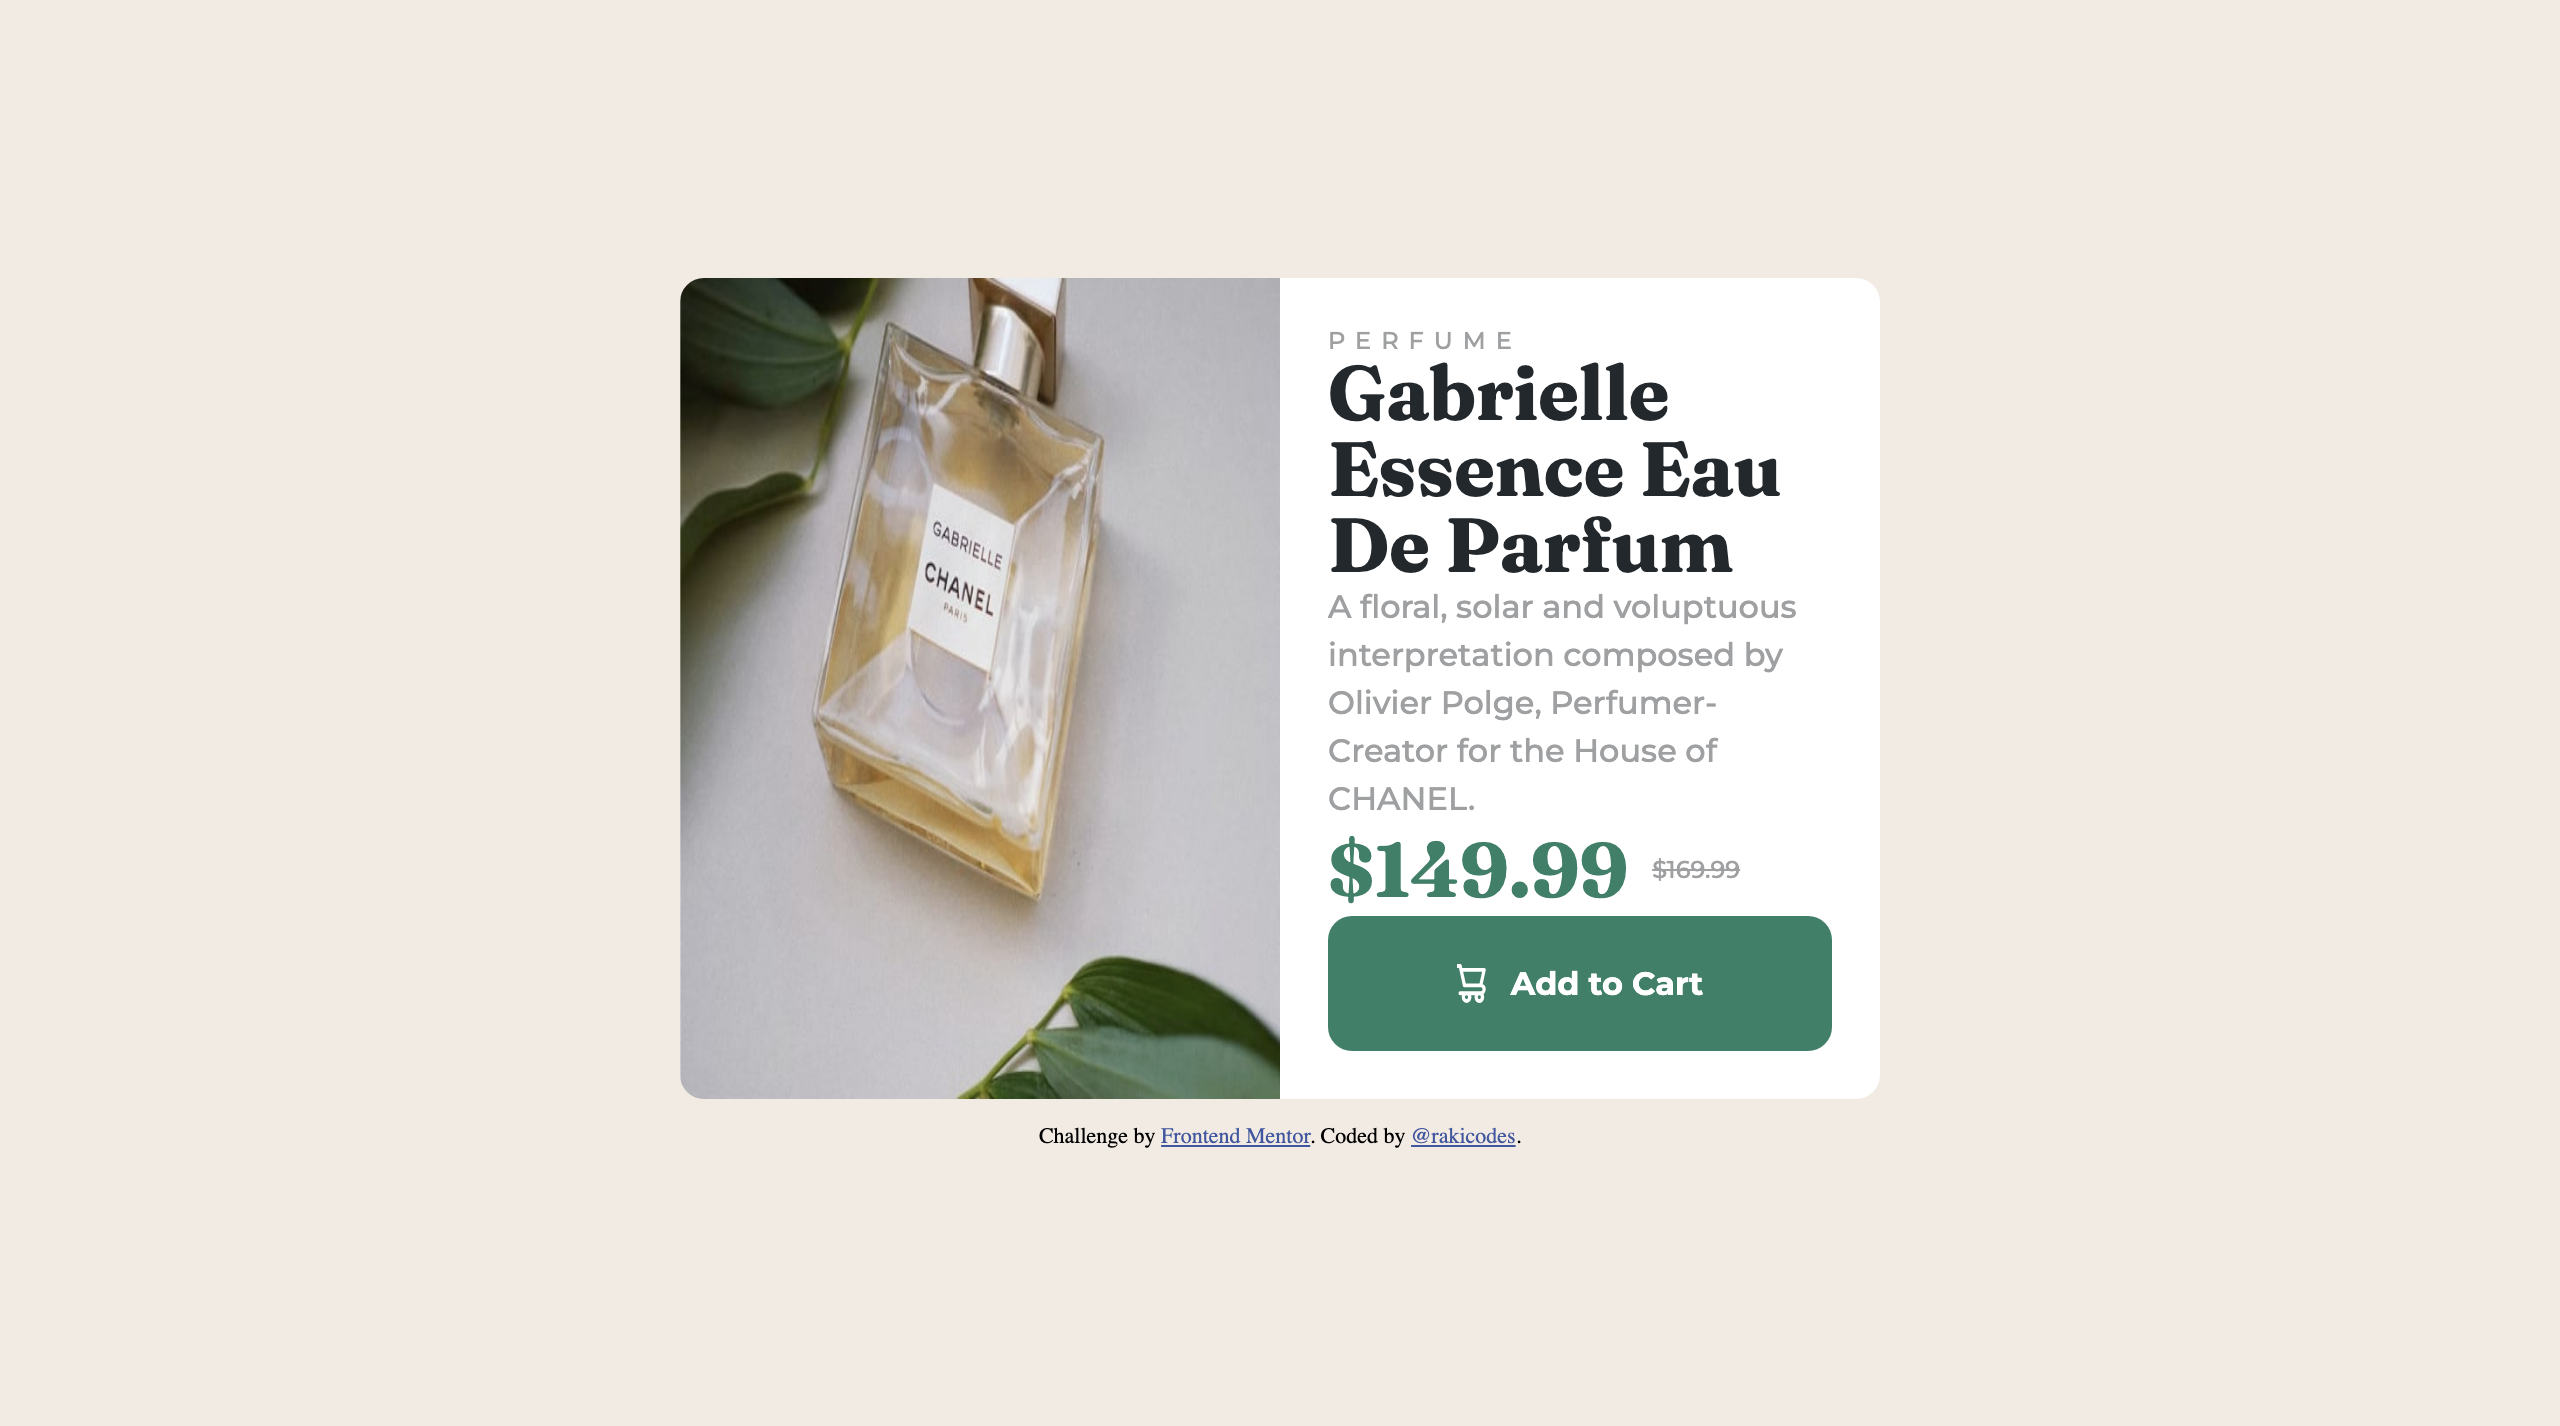 GABRIELLE
CHANEL
PARIS
PERFUME
Gabrielle
Essence Eau
De Parfum
A floral, solar and voluptuous
interpretation composed by
Olivier Polge, Perfumer-
Creator for the House of
CHANEL.
$149.99 $169.99
Add to Cart
Challenge by Frontend Mentor. Coded by @rakicodes.